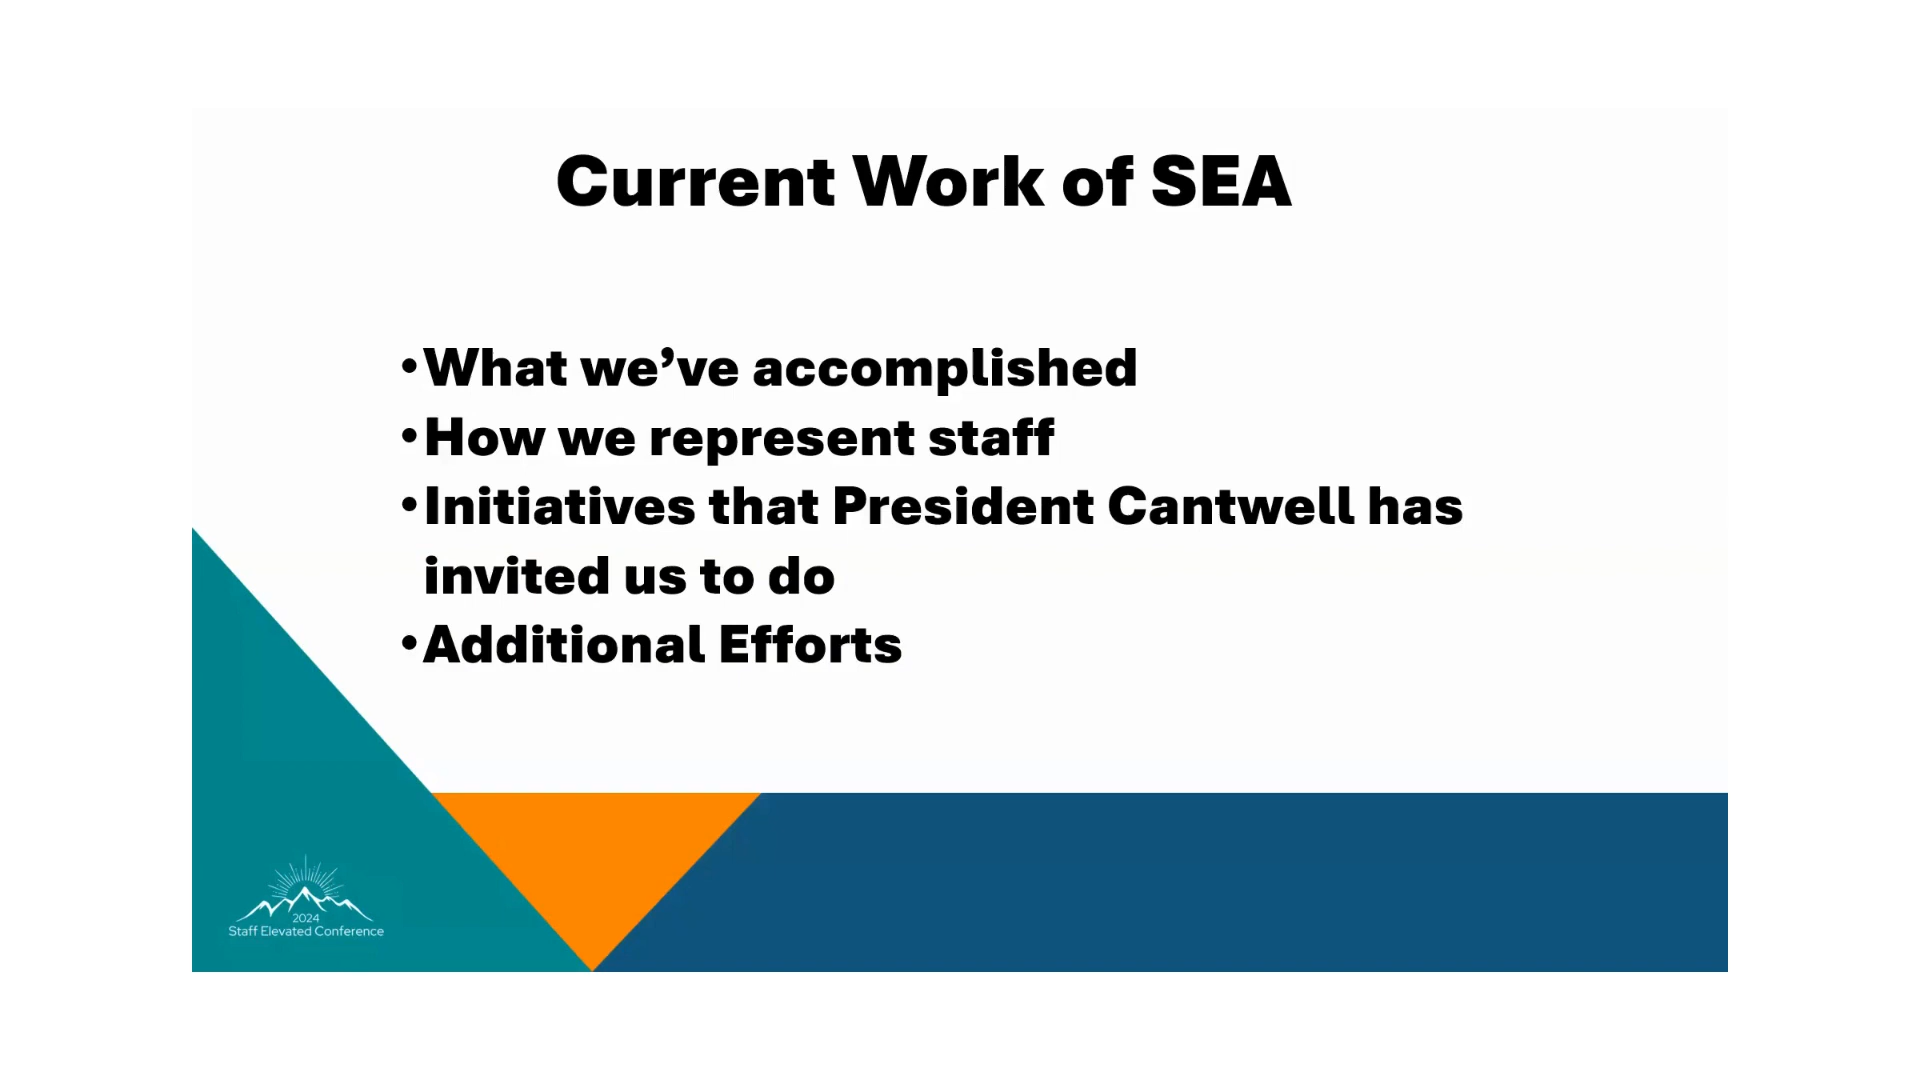 Current Work of SEA
•What we’ve accomplished
•How we represent staff
•Initiatives that President Cantwell has
invited us to do
•Additional Efforts
2024
Staff Elevated Conference